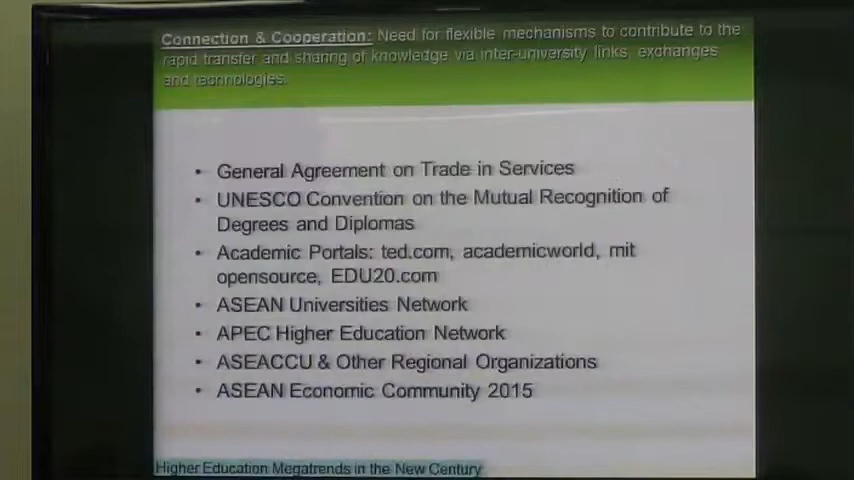 Connection & Cooperation: Need for flexible mechanisms to contribute to the
rapid transfer and sharing of knowledge via inter-university links, exchanges
and technologies.
• General Agreement on Trade in Services
• UNESCO Convention on the Mutual Recognition of
Degrees and Diplomas
• Academic Portals: ted.com, academicworld, mit
opensource, EDU20.com
• ASEAN Universities Network
• APEC Higher Education Network
• ASEACCU & Other Regional Organizations
• ASEAN Economic Community 2015
Higher Education Megatrends in the New Century